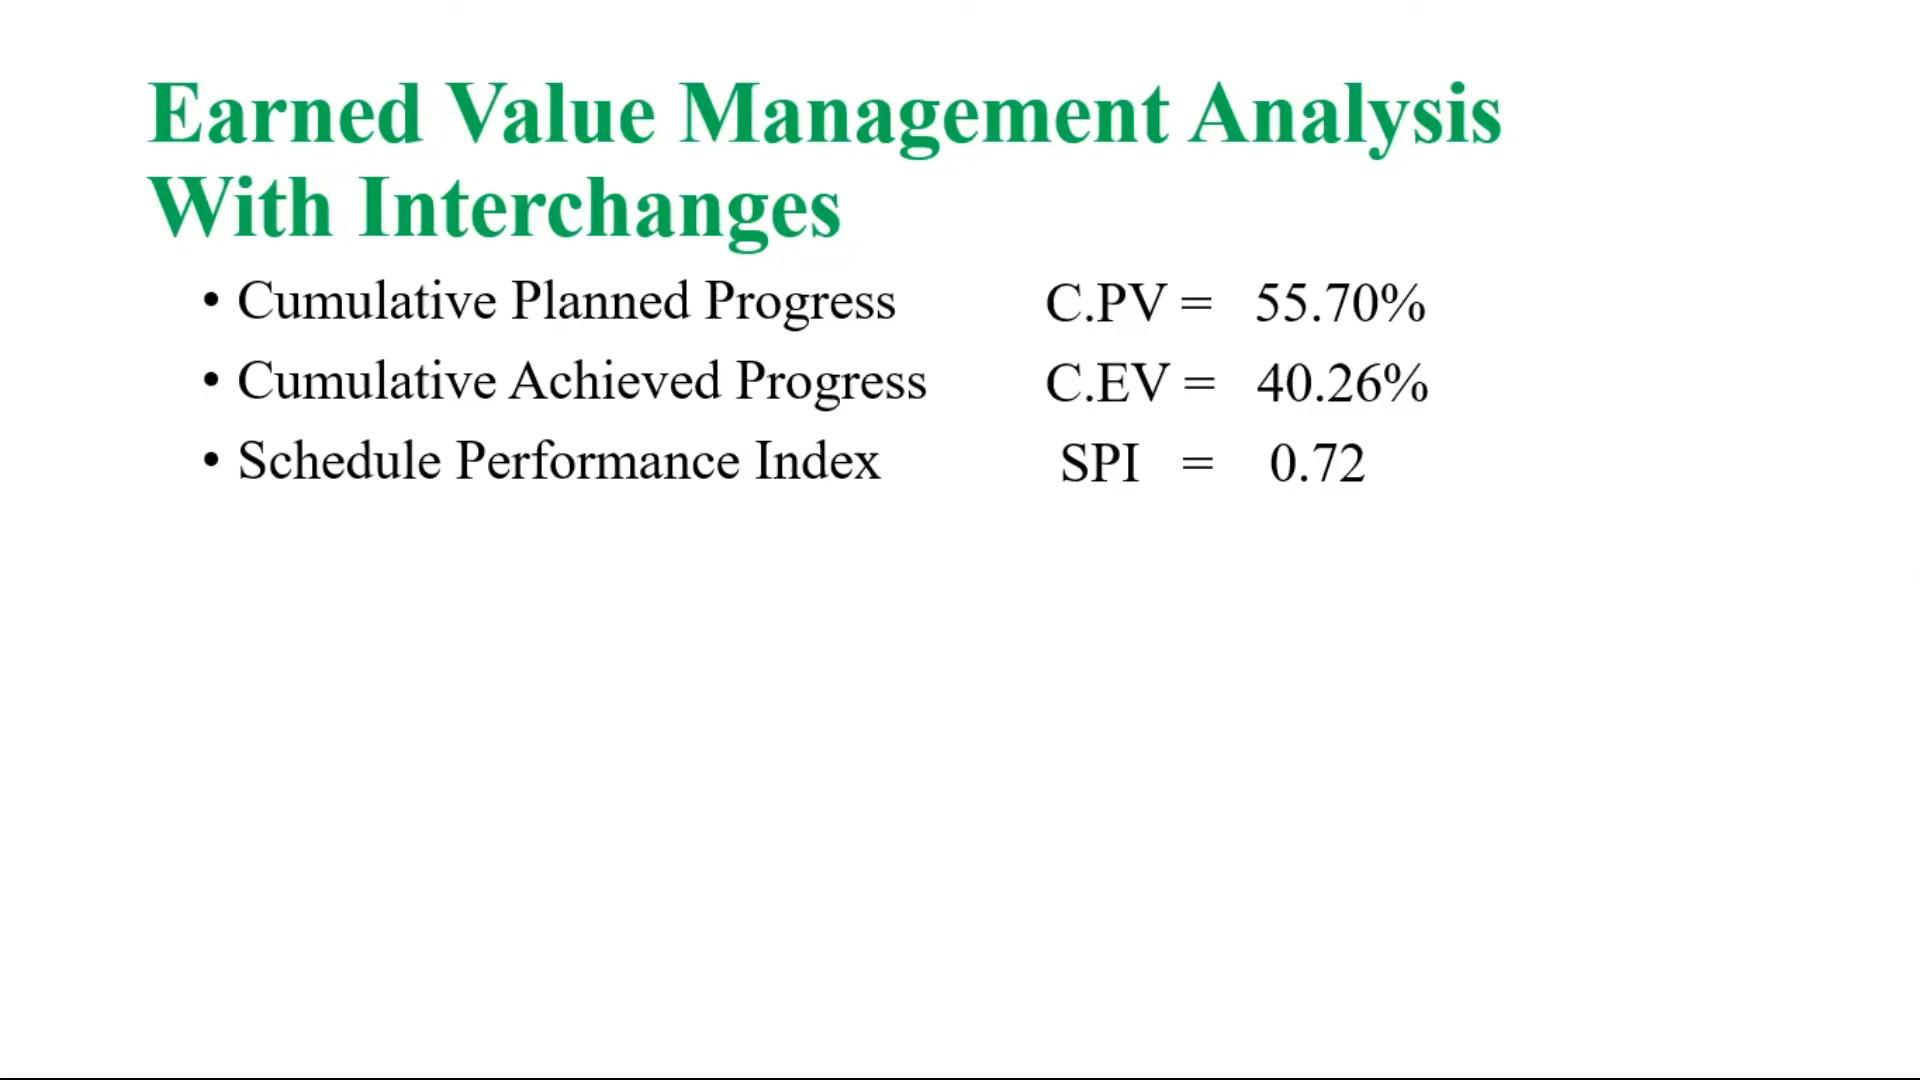 Earned Value Management Analysis
With Interchanges
• Cumulative Planned Progress C.PV = 55.70%
• Cumulative Achieved Progress C.EV = 40.26%
• Schedule Performance Index SPI = 0.72